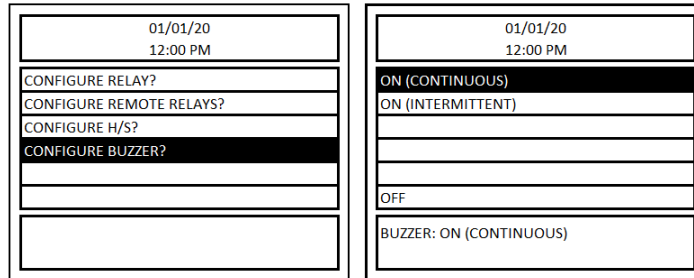 01/01/20
12:00 PM
CONFIGURE RELAY?
CONFIGURE REMOTE RELAYS?
CONFIGURE H/S?
CONFIGURE BUZZER?
01/01/20
12:00 PM
ON (CONTINUOUS)
ON (INTERMITTENT)
OFF
BUZZER: ON (CONTINUOUS)